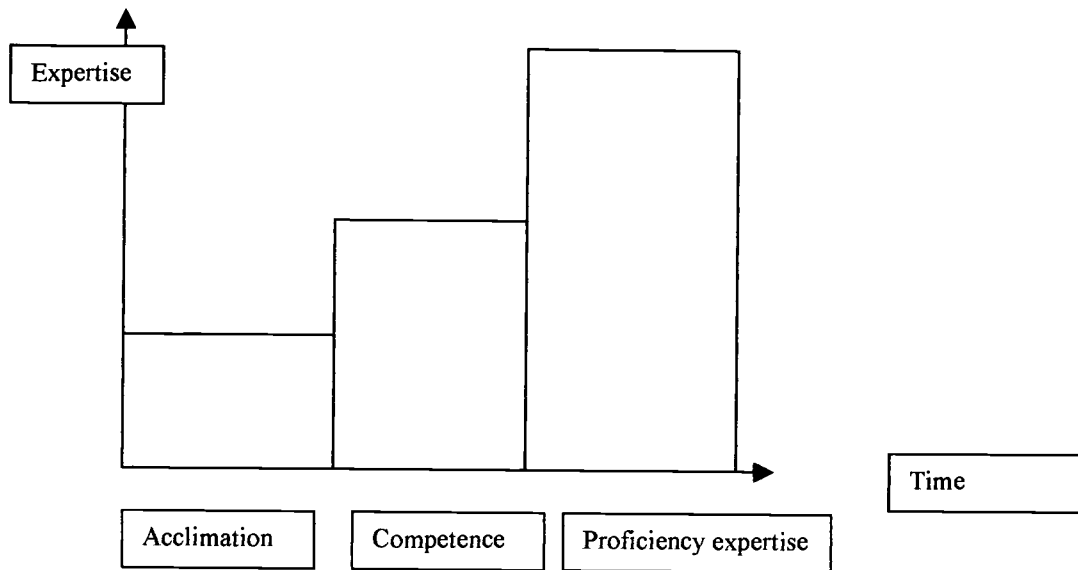 Expertise
Time
Acclimation
Competence
Proficiency expertise